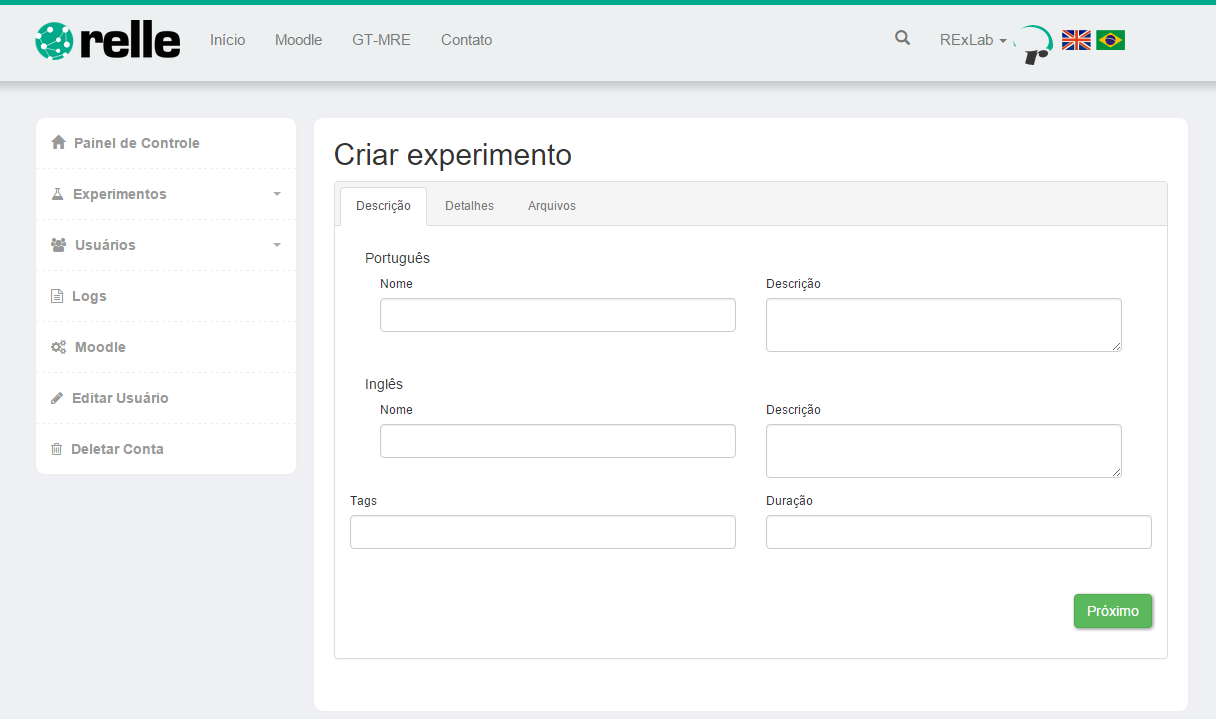 relle Início Moodle GT-MRE Contato RExLab
Painel de Controle
Experimentos
Usuários
Logs
Moodle
Editar Usuário
Deletar Conta
Criar experimento
Descrição Detalhes Arquivos
Português
Nome Descrição
Inglês
Nome Descrição
Tags Duração
Próximo